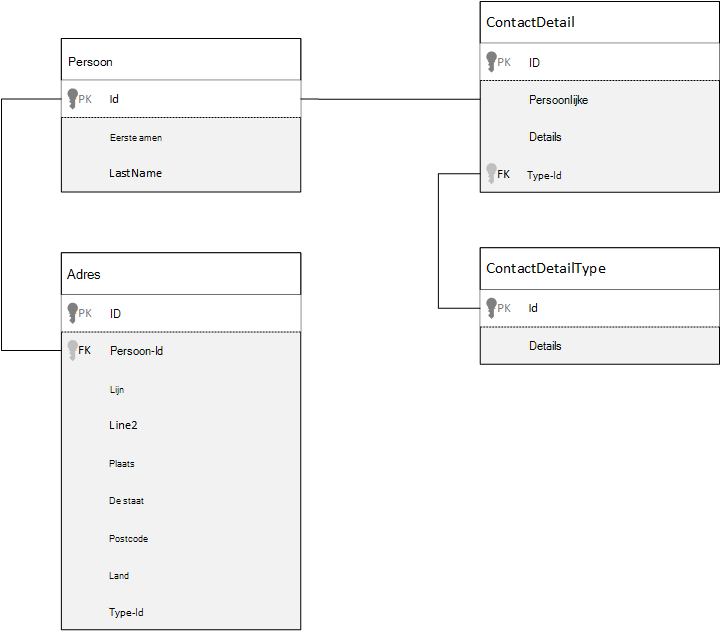 Persoon
PK Id
Eerste amen
LastName
Adres
PK ID
FK Persoon-Id
Lijn
Line2
Plaats
De staat
Postcode
Land
Type-Id
ContactDetail
PK ID
Persoonlijke
Details
FK Type-Id
ContactDetailType
PK Id
Details